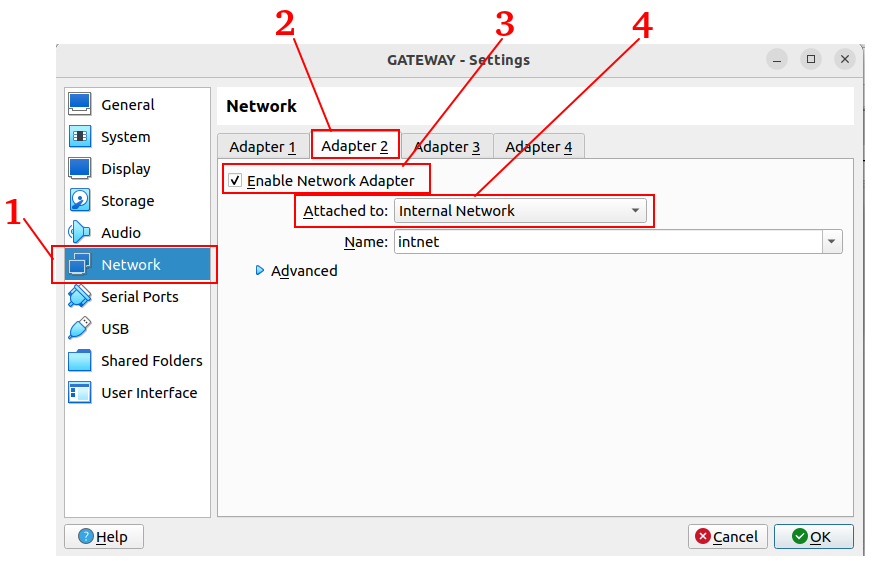 2 3 4
GATEWAY - Settings
1
General
System
Display
Storage
Audio
Network
Serial Ports
USB
Shared Folders
User Interface
Network
Adapter 1 Adapter 2 Adapter 3 Adapter 4
Enable Network Adapter
Attached to: Internal Network
Name: intnet
Advanced
? Help
Cancel OK